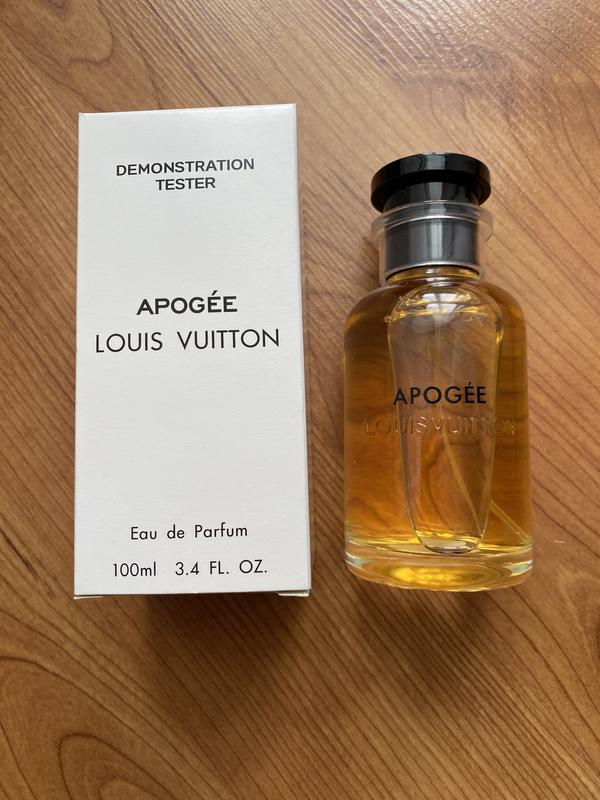 DEMONSTRATION
TESTER
APOGÉE
LOUIS VUITTON
Eau de Parfum
100ml 3.4 FL. OZ.
APOGÉE
LOUIS VUITTON